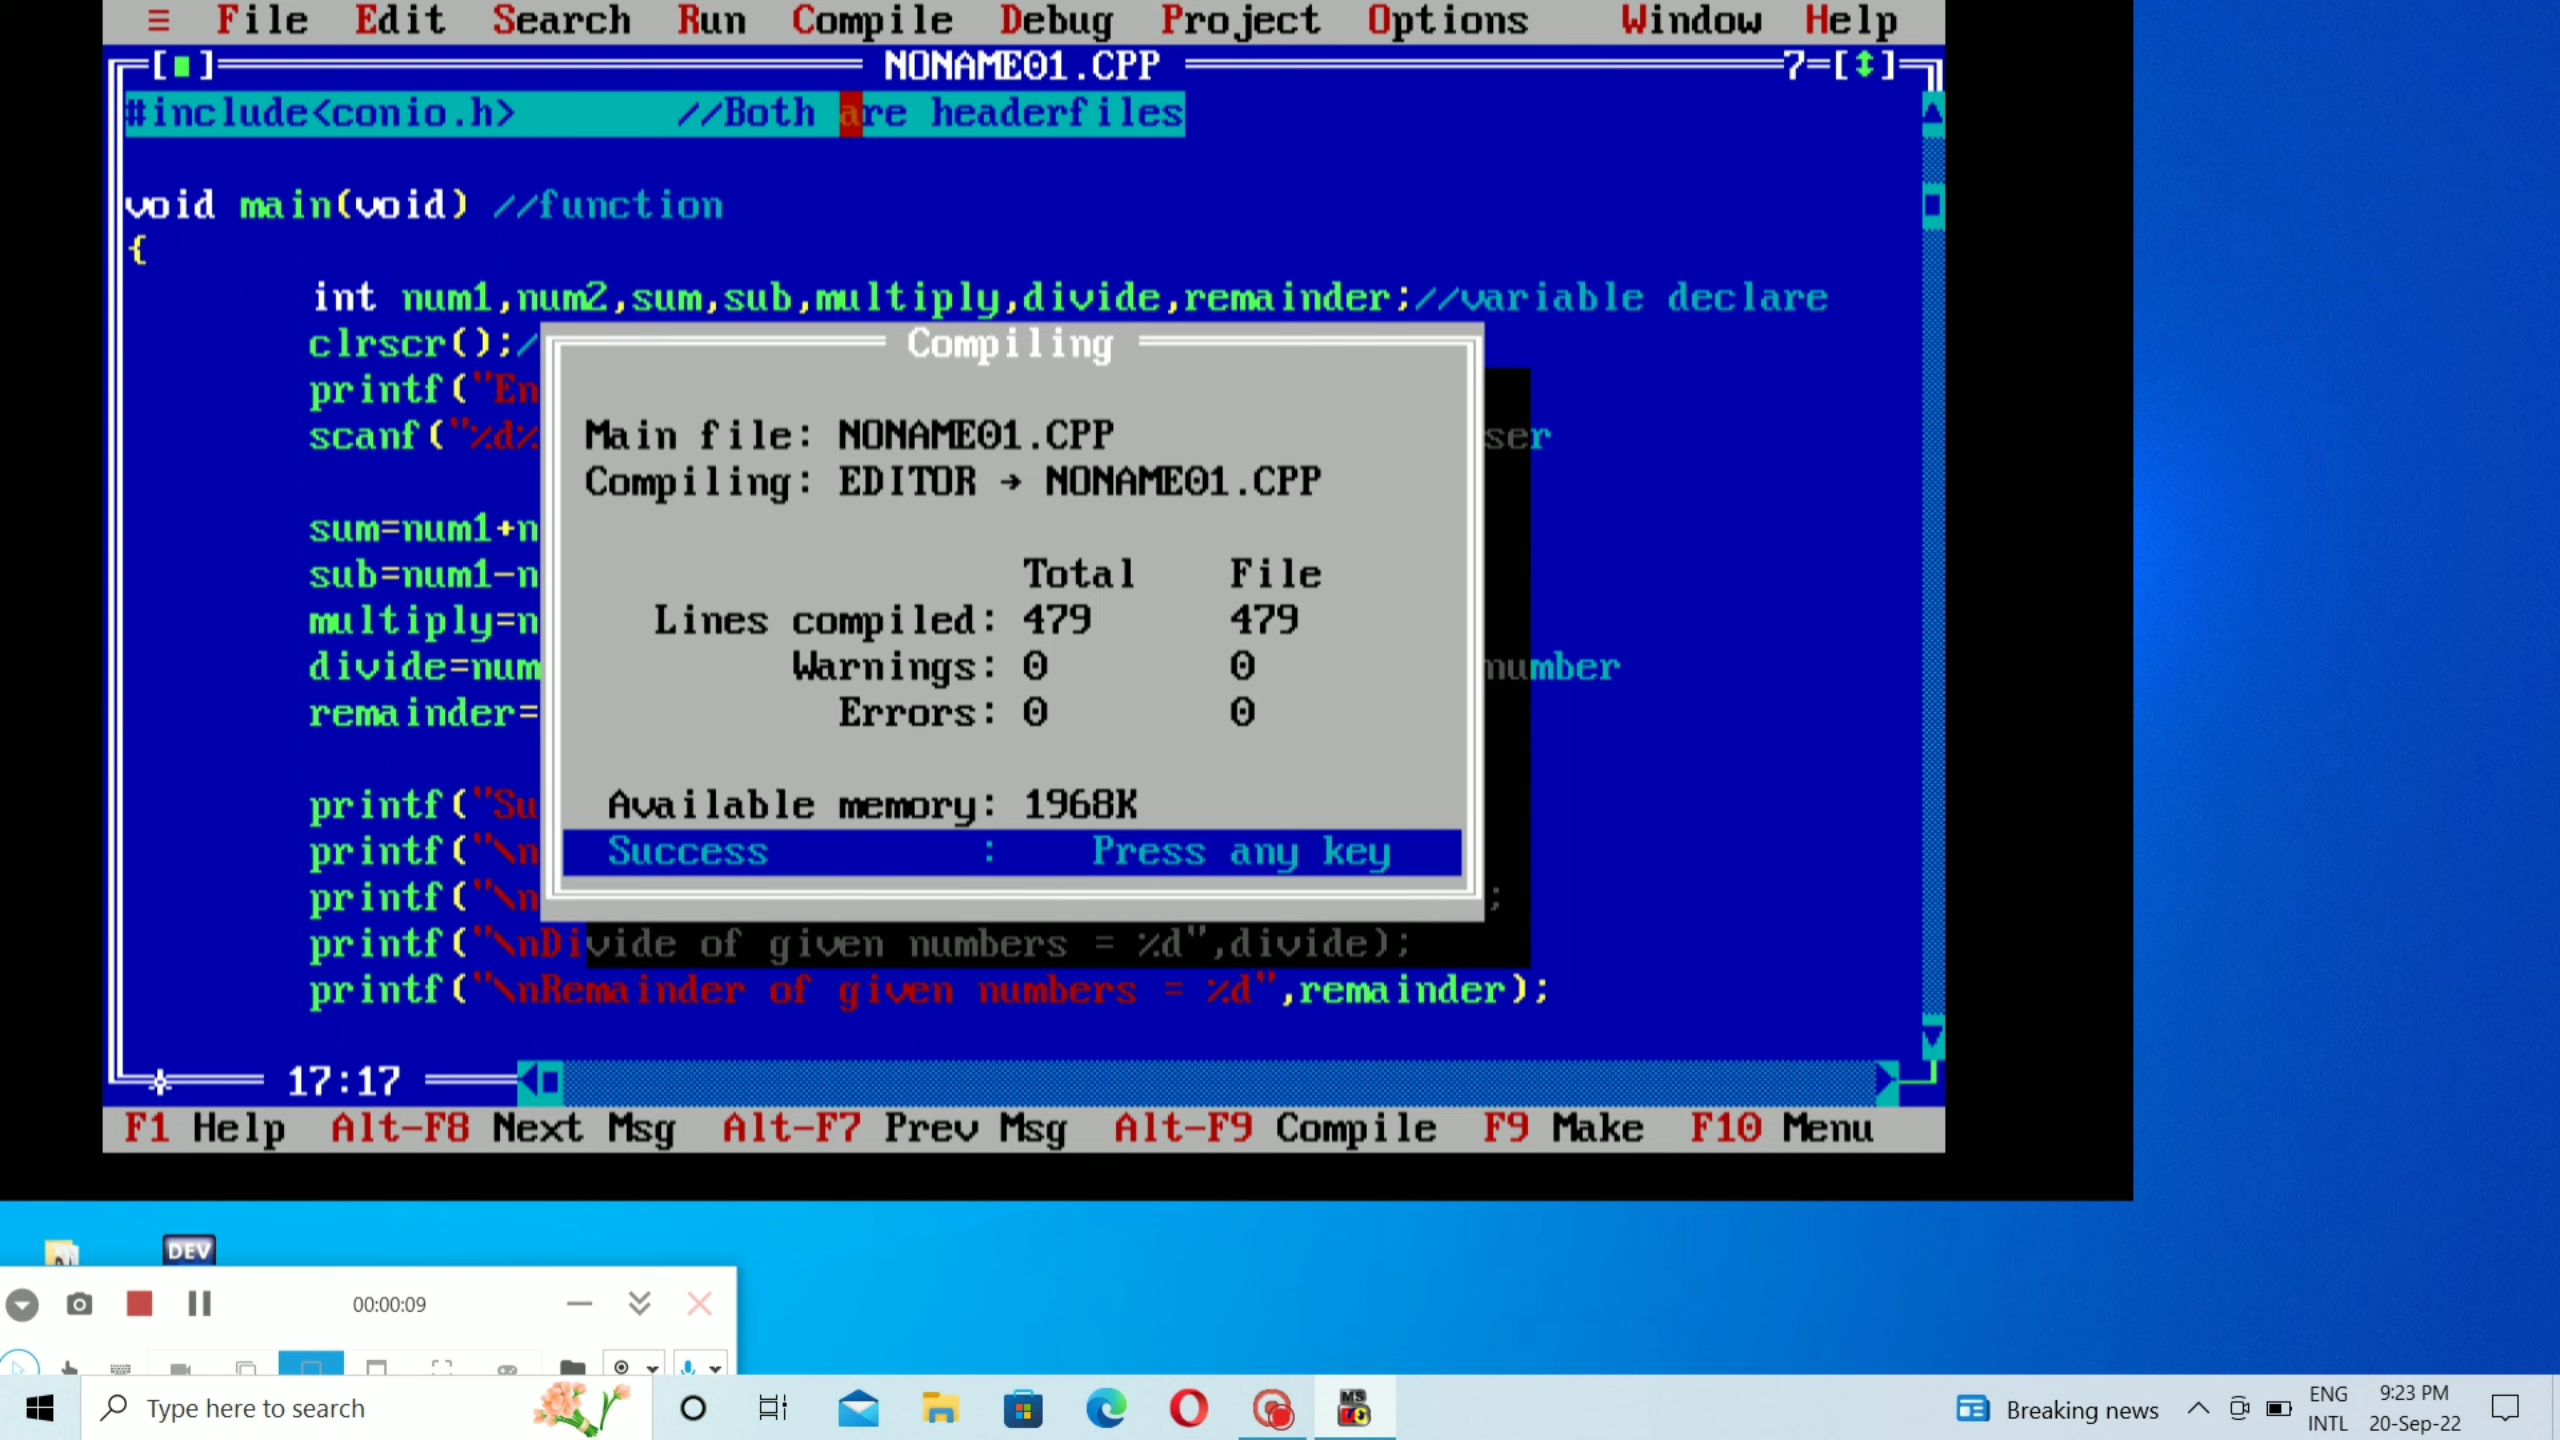 ≡ File Edit Search Run Compile Debug Project Options Window Help
[■] NONAME01.CPP 7=[↕]
#include<conio.h> //Both are headerfiles
void main(void) //function
{
int num1,num2,sum,sub,multiply,divide,remainder;//variable declare
clrscr();/
printf("En
scanf("%d% ser
sum=num1+n
sub=num1-n
multiply=n
divide=num number
remainder=
printf("Su
printf("\n
printf("\n ;
printf("\nDivide of given numbers = %d",divide);
printf("\nRemainder of given numbers = %d",remainder);
Compiling
Main file: NONAME01.CPP
Compiling: EDITOR → NONAME01.CPP
Total File
Lines compiled: 479 479
Warnings: 0 0
Errors: 0 0
Available memory: 1968K
Success : Press any key
17:17
F1 Help Alt-F8 Next Msg Alt-F7 Prev Msg Alt-F9 Compile F9 Make F10 Menu
DEV
00:00:09
Type here to search
MS
Breaking news
ENG
INTL
9:23 PM
20-Sep-22